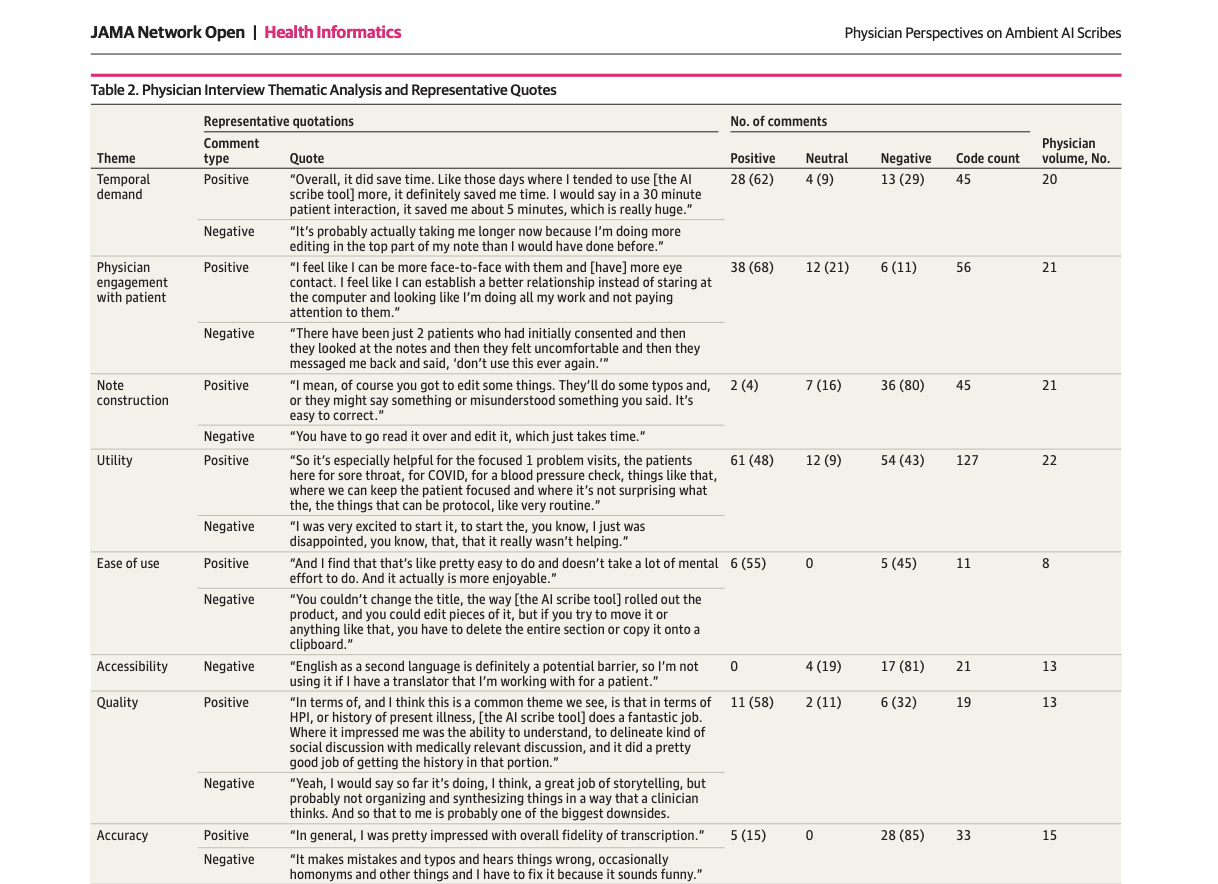 JAMA Network Open | Health Informatics
Physician Perspectives on Ambient AI Scribes
Table 2. Physician Interview Thematic Analysis and Representative Quotes
Representative quotations
No. of comments
Theme
Comment
type
Quote
Positive
Neutral
Negative
Code count
Physician
volume, No.
Temporal
demand
Positive
“Overall, it did save time. Like those days where I tended to use [the AI
scribe tool] more, it definitely saved me time. I would say in a 30 minute
patient interaction, it saved me about 5 minutes, which is really huge.”
28 (62)
4 (9)
13 (29)
45
20
Negative
“It’s probably actually taking me longer now because I’m doing more
editing in the top part of my note than I would have done before.”
Physician
engagement
with patient
Positive
“I feel like I can be more face-to-face with them and [have] more eye
contact. I feel like I can establish a better relationship instead of staring at
the computer and looking like I’m doing all my work and not paying
attention to them.”
38 (68)
12 (21)
6 (11)
56
21
Negative
“There have been just 2 patients who had initially consented and then
they looked at the notes and then they felt uncomfortable and then they
messaged me back and said, ‘don’t use this ever again.’”
Note
construction
Positive
“I mean, of course you got to edit some things. They’ll do some typos and,
or they might say something or misunderstood something you said. It’s
easy to correct.”
2 (4)
7 (16)
36 (80)
45
21
Negative
“You have to go read it over and edit it, which just takes time.”
Utility
Positive
“So it’s especially helpful for the focused 1 problem visits, the patients
here for sore throat, for COVID, for a blood pressure check, things like that,
where we can keep the patient focused and where it’s not surprising what
the, the things that can be protocol, like very routine.”
61 (48)
12 (9)
54 (43)
127
22
Negative
“I was very excited to start it, to start the, you know, I just was
disappointed, you know, that, that it really wasn’t helping.”
Ease of use
Positive
“And I find that that’s like pretty easy to do and doesn’t take a lot of mental
effort to do. And it actually is more enjoyable.”
6 (55)
0
5 (45)
11
8
Negative
“You couldn’t change the title, the way [the AI scribe tool] rolled out the
product, and you could edit pieces of it, but if you try to move it or
anything like that, you have to delete the entire section or copy it onto a
clipboard.”
Accessibility
Negative
“English as a second language is definitely a potential barrier, so I’m not
using it if I have a translator that I’m working with for a patient.”
0
4 (19)
17 (81)
21
13
Quality
Positive
“In terms of, and I think this is a common theme we see, is that in terms of
HPI, or history of present illness, [the AI scribe tool] does a fantastic job.
Where it impressed me was the ability to understand, to delineate kind of
social discussion with medically relevant discussion, and it did a pretty
good job of getting the history in that portion.”
11 (58)
2 (11)
6 (32)
19
13
Negative
“Yeah, I would say so far it’s doing, I think, a great job of storytelling, but
probably not organizing and synthesizing things in a way that a clinician
thinks. And so that to me is probably one of the biggest downsides.
Accuracy
Positive
“In general, I was pretty impressed with overall fidelity of transcription.”
5 (15)
0
28 (85)
33
15
Negative
“It makes mistakes and typos and hears things wrong, occasionally
homonyms and other things and I have to fix it because it sounds funny.”